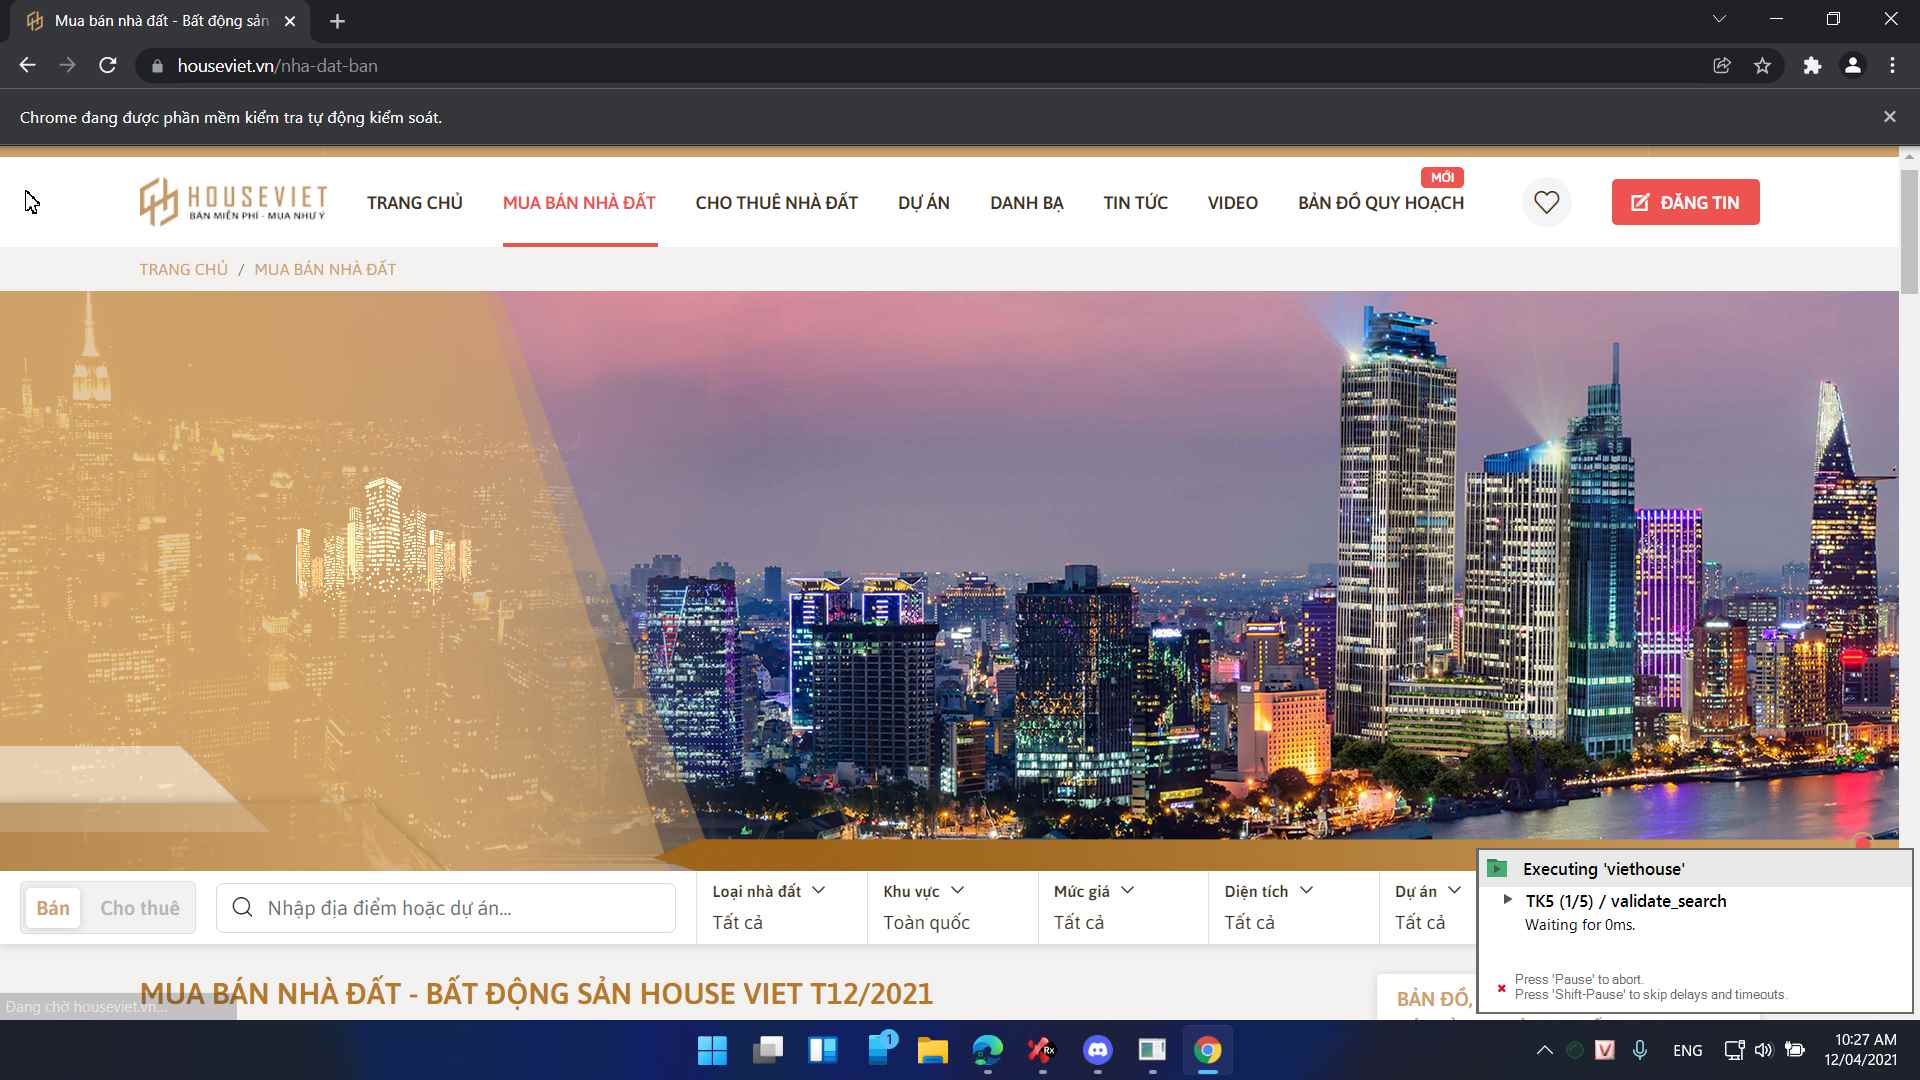 Mua bán nhà đất - Bất động sản
houseviet.vn/nha-dat-ban
Chrome đang được phần mềm kiểm tra tự động kiểm soát.
HOUSEVIET
BÁN MIỄN PHÍ - MUA NHƯ Ý
TRANG CHỦ
MUA BÁN NHÀ ĐẤT
CHO THUÊ NHÀ ĐẤT
DỰ ÁN
DANH BẠ
TIN TỨC
VIDEO
MỚI
BẢN ĐỒ QUY HOẠCH
ĐĂNG TIN
TRANG CHỦ / MUA BÁN NHÀ ĐẤT
Bán
Cho thuê
Nhập địa điểm hoặc dự án...
Loại nhà đất
Tất cả
Khu vực
Toàn quốc
Mức giá
Tất cả
Diện tích
Tất cả
Dự án
Tất cả
Executing 'viethouse'
TK5 (1/5) / validate_search
Waiting for 0ms.
Press 'Pause' to abort.
Press 'Shift-Pause' to skip delays and timeouts.
MUA BÁN NHÀ ĐẤT - BẤT ĐỘNG SẢN HOUSE VIET T12/2021
BẢN ĐỒ,
Đang chờ houseviet.vn...
1
Rx
V
ENG
10:27 AM
12/04/2021